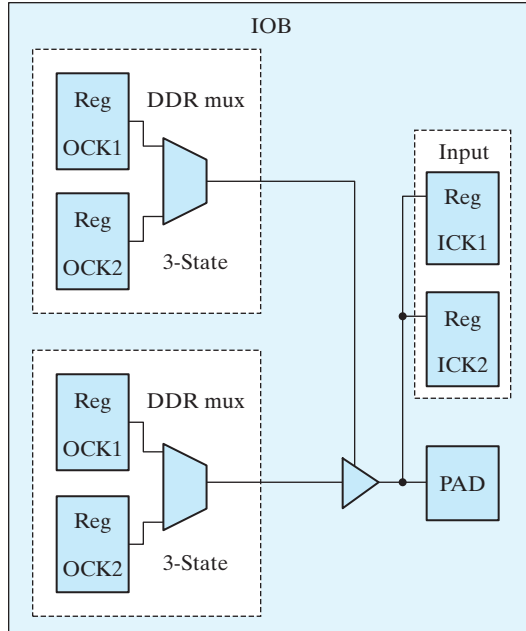 IOB
Reg
OCK1
DDR mux
Reg
OCK2
3-State
Input
Reg
ICK1
Reg
ICK2
Reg
OCK1
DDR mux
Reg
OCK2
3-State
PAD